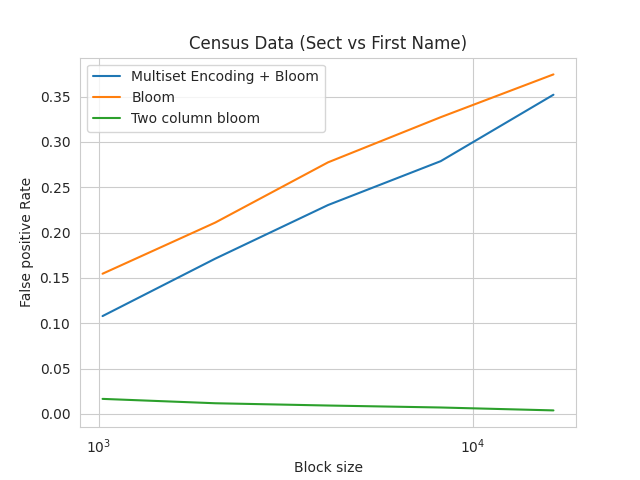 Census Data (Sect vs First Name)
Multiset Encoding + Bloom
Bloom
Two column bloom
False positive Rate
0.35
0.30
0.25
0.20
0.15
0.10
0.05
0.00
10³
10⁴
Block size